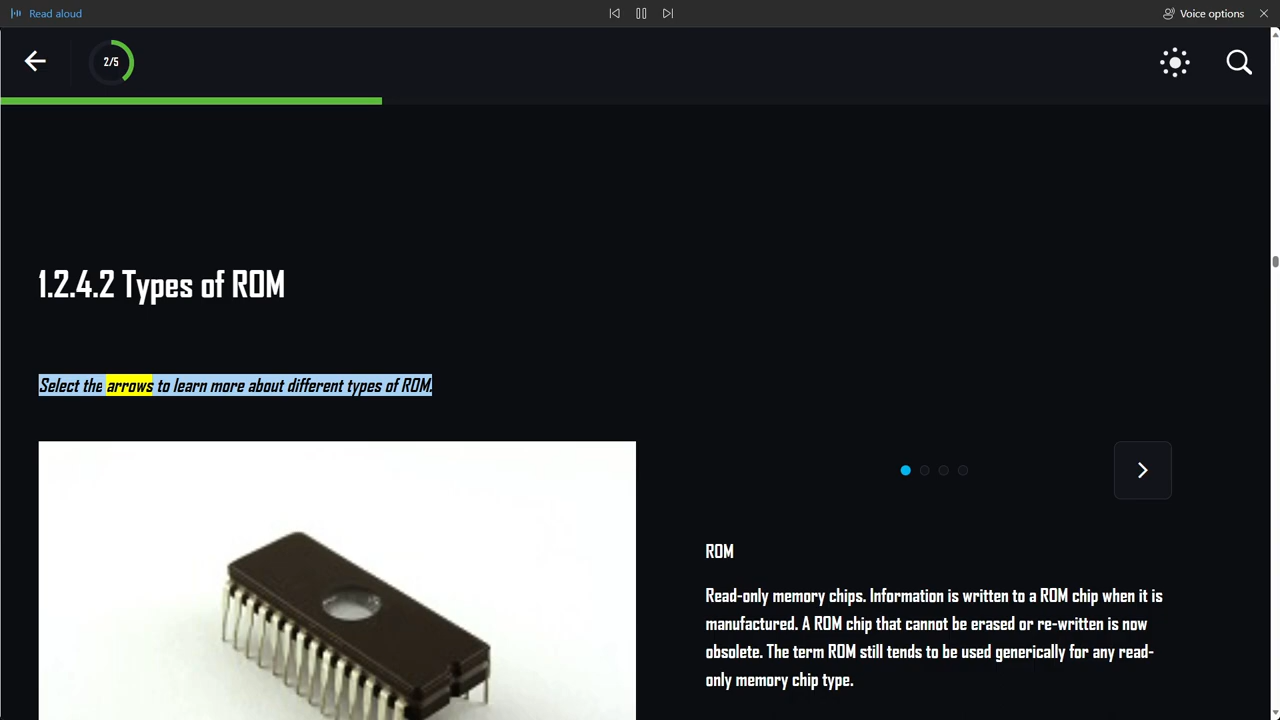 Read aloud
Voice options
2/5
1.2.4.2 Types of ROM
Select the arrows to learn more about different types of ROM.
ROM
Read-only memory chips. Information is written to a ROM chip when it is
manufactured. A ROM chip that cannot be erased or re-written is now
obsolete. The term ROM still tends to be used generically for any read-
only memory chip type.